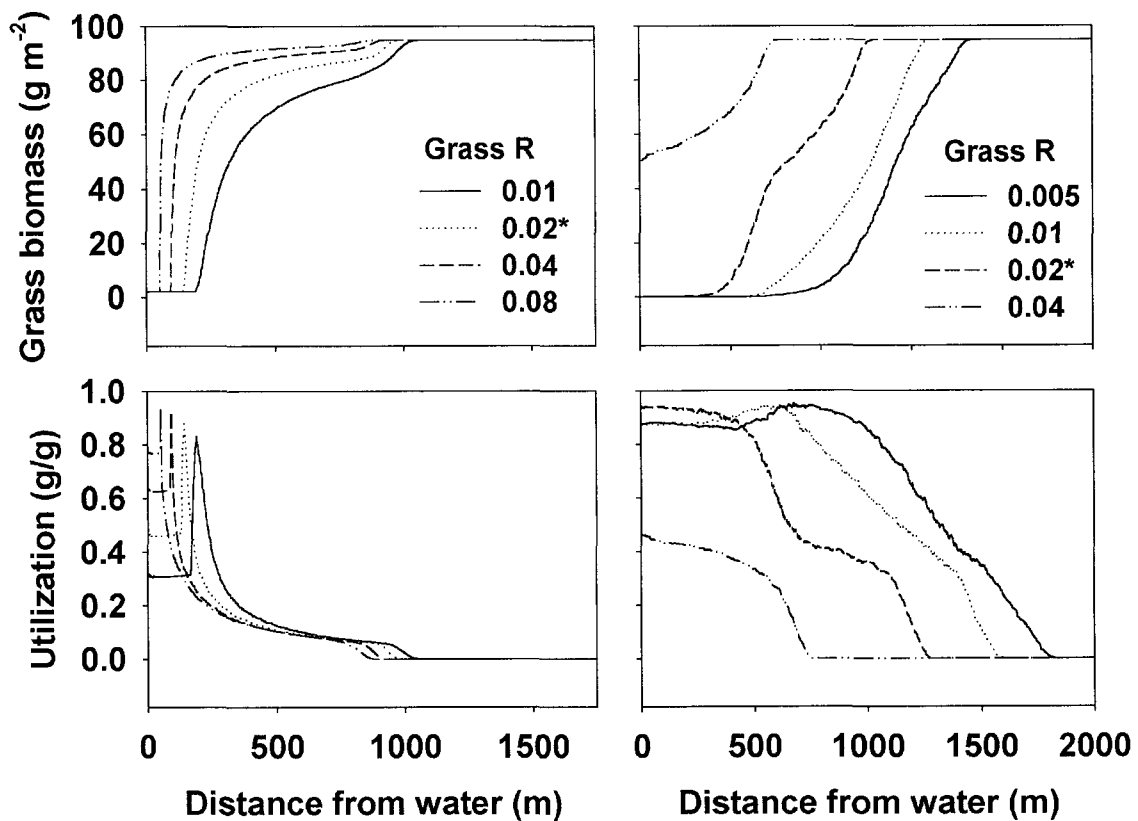 Grass biomass (g m⁻²)
100
80
60
40
20
0
Grass R
0.01
0.02*
0.04
0.08
Grass R
0.005
0.01
0.02*
0.04
Utilization (g/g)
1.0
0.8
0.6
0.4
0.2
0.0
0 500 1000 1500
Distance from water (m)
0 500 1000 1500 2000
Distance from water (m)